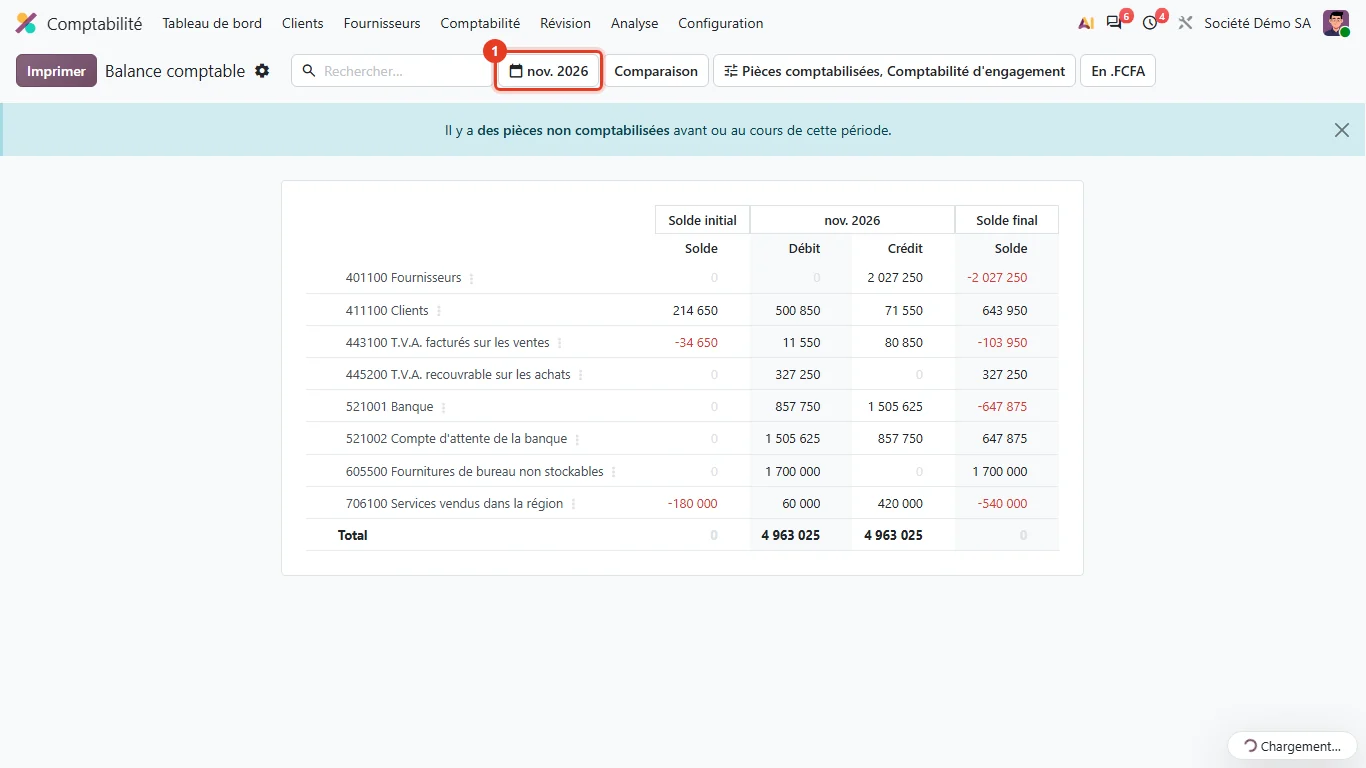 Comptabilité Tableau de bord Clients Fournisseurs Comptabilité Révision Analyse Configuration AI 6 4 Société Démo SA
1
Imprimer Balance comptable Rechercher... nov. 2026 Comparaison Pièces comptabilisées, Comptabilité d'engagement En .FCFA
Il y a des pièces non comptabilisées avant ou au cours de cette période.
Solde initial nov. 2026 Solde final
Solde Débit Crédit Solde
401100 Fournisseurs 0 0 2 027 250 -2 027 250
411100 Clients 214 650 500 850 71 550 643 950
443100 T.V.A. facturés sur les ventes -34 650 11 550 80 850 -103 950
445200 T.V.A. recouvrable sur les achats 0 327 250 0 327 250
521001 Banque 0 857 750 1 505 625 -647 875
521002 Compte d'attente de la banque 0 1 505 625 857 750 647 875
605500 Fournitures de bureau non stockables 0 1 700 000 0 1 700 000
706100 Services vendus dans la région -180 000 60 000 420 000 -540 000
Total 0 4 963 025 4 963 025 0
Chargement...